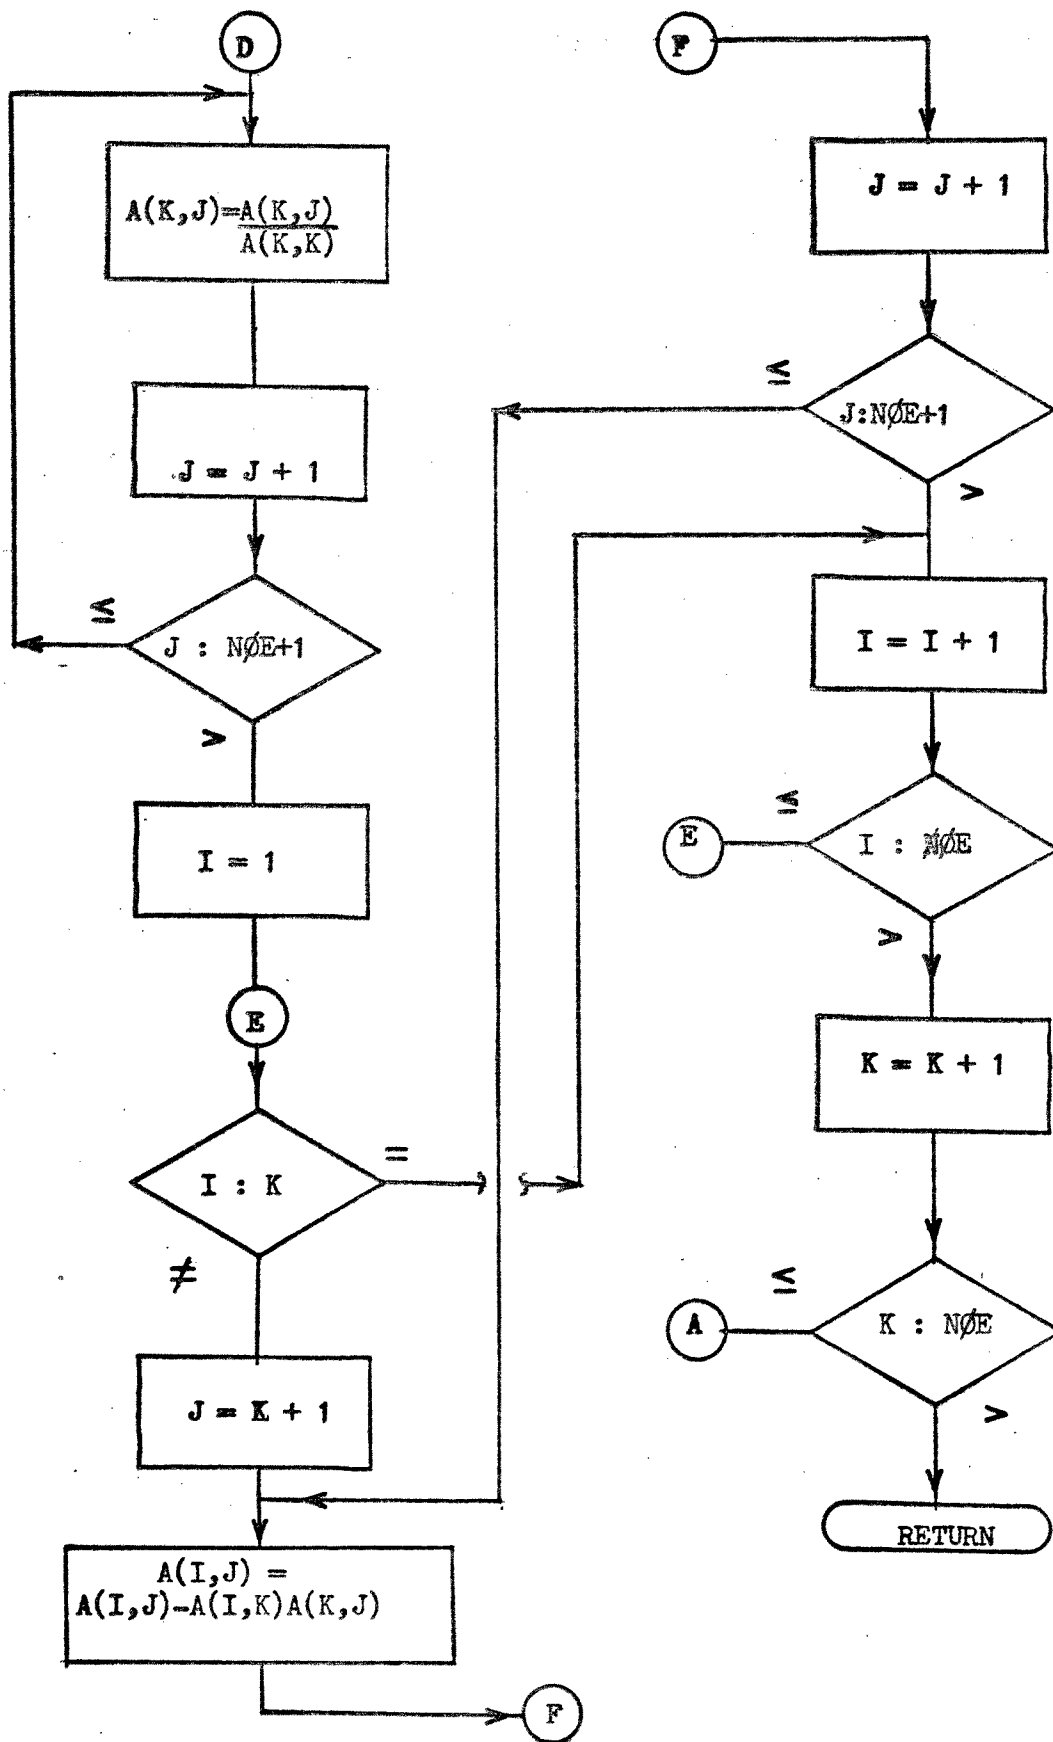 D
A(K,J)=A(K,J)
A(K,K)
J = J + 1
≤
J : NØE+1
>
I = 1
E
I : K
=
≠
J = K + 1
A(I,J) =
A(I,J)-A(I,K)A(K,J)
F
F
J = J + 1
≤
J:NØE+1
>
I = I + 1
≤
E
I : NØE
>
K = K + 1
≤
A
K : NØE
>
RETURN